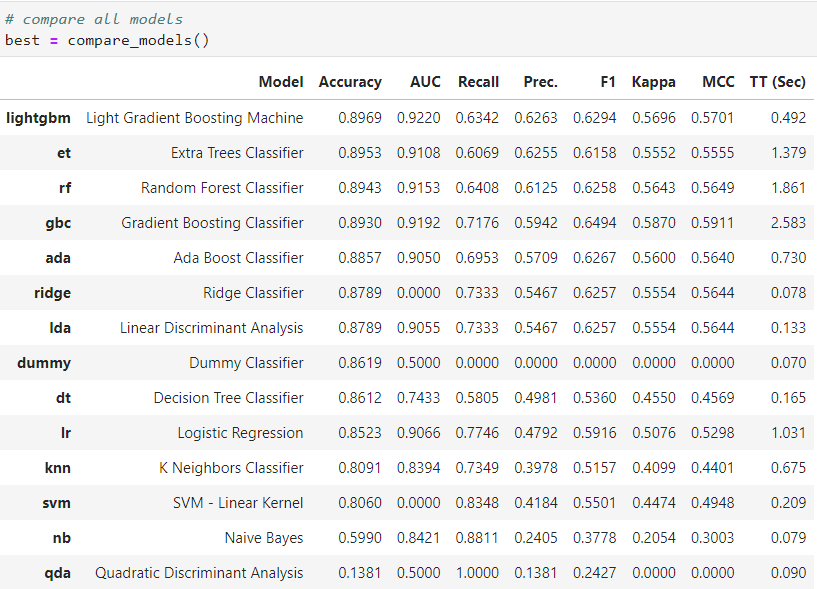 # compare all models
best = compare_models()
Model Accuracy AUC Recall Prec. F1 Kappa MCC TT (Sec)
lightgbm Light Gradient Boosting Machine 0.8969 0.9220 0.6342 0.6263 0.6294 0.5696 0.5701 0.492
et Extra Trees Classifier 0.8953 0.9108 0.6069 0.6255 0.6158 0.5552 0.5555 1.379
rf Random Forest Classifier 0.8943 0.9153 0.6408 0.6125 0.6258 0.5643 0.5649 1.861
gbc Gradient Boosting Classifier 0.8930 0.9192 0.7176 0.5942 0.6494 0.5870 0.5911 2.583
ada Ada Boost Classifier 0.8857 0.9050 0.6953 0.5709 0.6267 0.5600 0.5640 0.730
ridge Ridge Classifier 0.8789 0.0000 0.7333 0.5467 0.6257 0.5554 0.5644 0.078
lda Linear Discriminant Analysis 0.8789 0.9055 0.7333 0.5467 0.6257 0.5554 0.5644 0.133
dummy Dummy Classifier 0.8619 0.5000 0.0000 0.0000 0.0000 0.0000 0.0000 0.070
dt Decision Tree Classifier 0.8612 0.7433 0.5805 0.4981 0.5360 0.4550 0.4569 0.165
lr Logistic Regression 0.8523 0.9066 0.7746 0.4792 0.5916 0.5076 0.5298 1.031
knn K Neighbors Classifier 0.8091 0.8394 0.7349 0.3978 0.5157 0.4099 0.4401 0.675
svm SVM - Linear Kernel 0.8060 0.0000 0.8348 0.4184 0.5501 0.4474 0.4948 0.209
nb Naive Bayes 0.5990 0.8421 0.8811 0.2405 0.3778 0.2054 0.3003 0.079
qda Quadratic Discriminant Analysis 0.1381 0.5000 1.0000 0.1381 0.2427 0.0000 0.0000 0.090